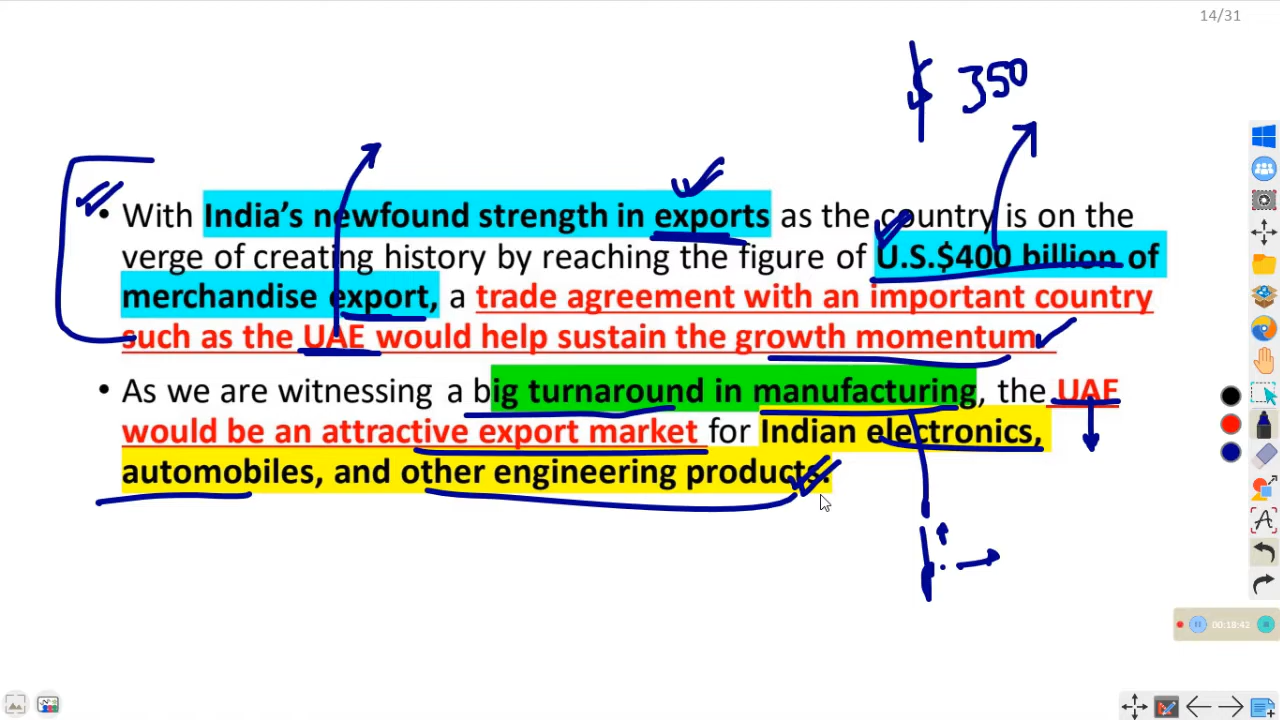 14/31
$ 350
• With India’s newfound strength in exports as the country is on the
verge of creating history by reaching the figure of U.S.$400 billion of
merchandise export, a trade agreement with an important country
such as the UAE would help sustain the growth momentum.
• As we are witnessing a big turnaround in manufacturing, the UAE
would be an attractive export market for Indian electronics,
automobiles, and other engineering products.
00:18:42